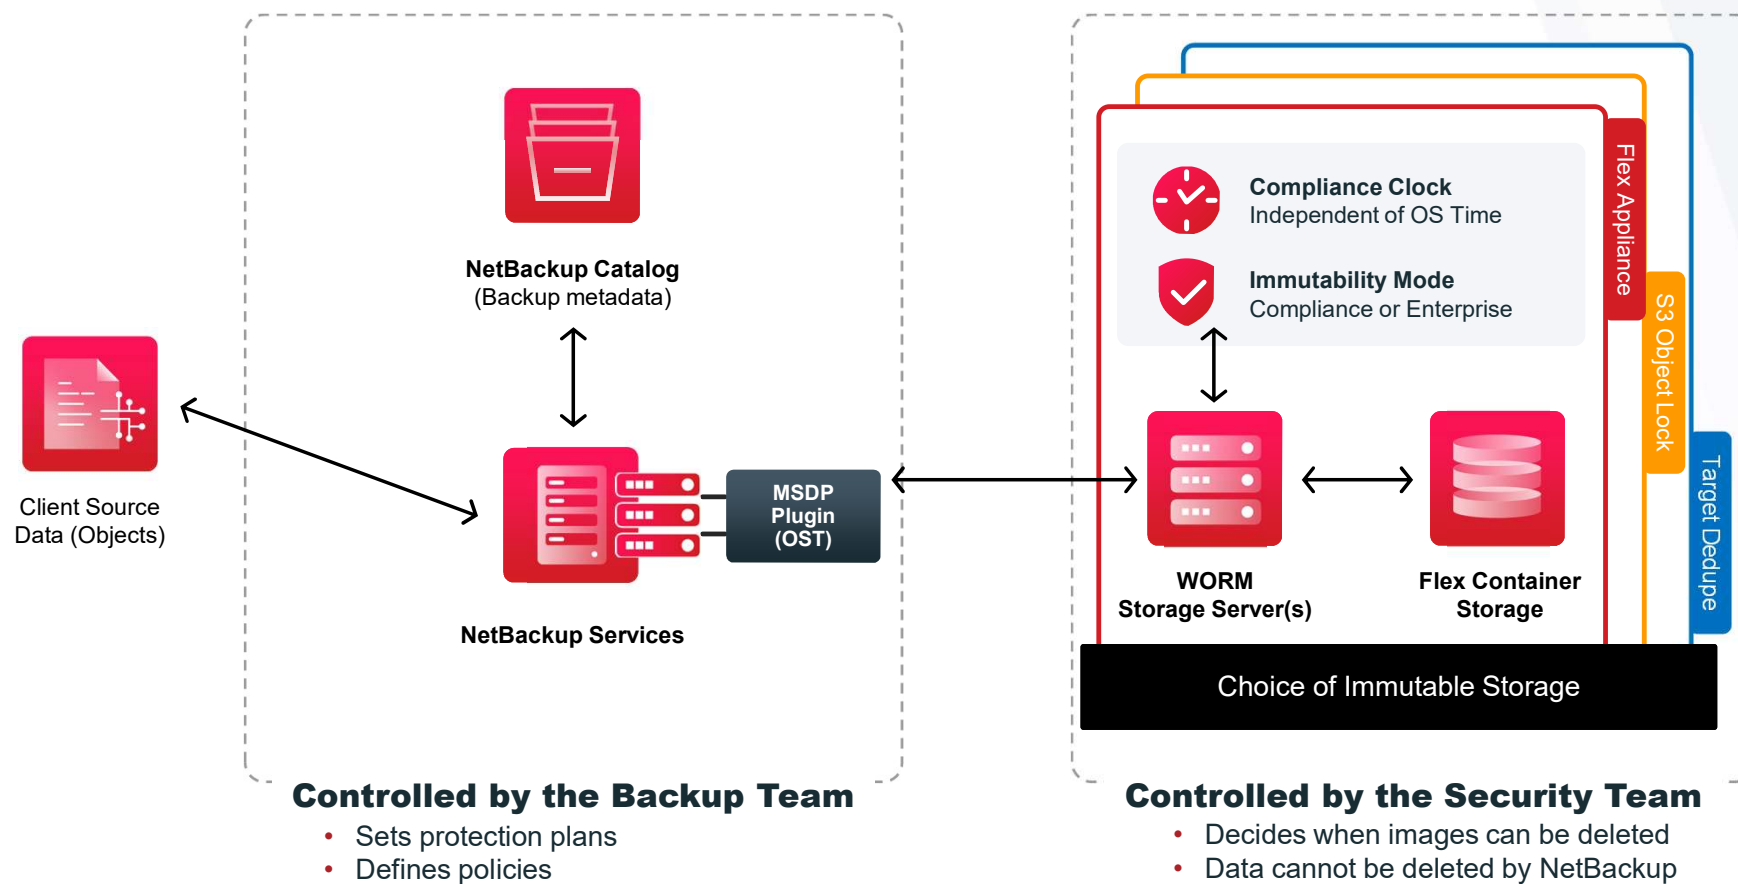 NetBackup Catalog
(Backup metadata)
Client Source
Data (Objects)
MSDP
Plugin
(OST)
NetBackup Services
Controlled by the Backup Team
• Sets protection plans
• Defines policies
Compliance Clock
Independent of OS Time
Immutability Mode
Compliance or Enterprise
WORM
Storage Server(s)
Flex Container
Storage
Flex Appliance
S3 Object Lock
Target Dedupe
Choice of Immutable Storage
Controlled by the Security Team
• Decides when images can be deleted
• Data cannot be deleted by NetBackup